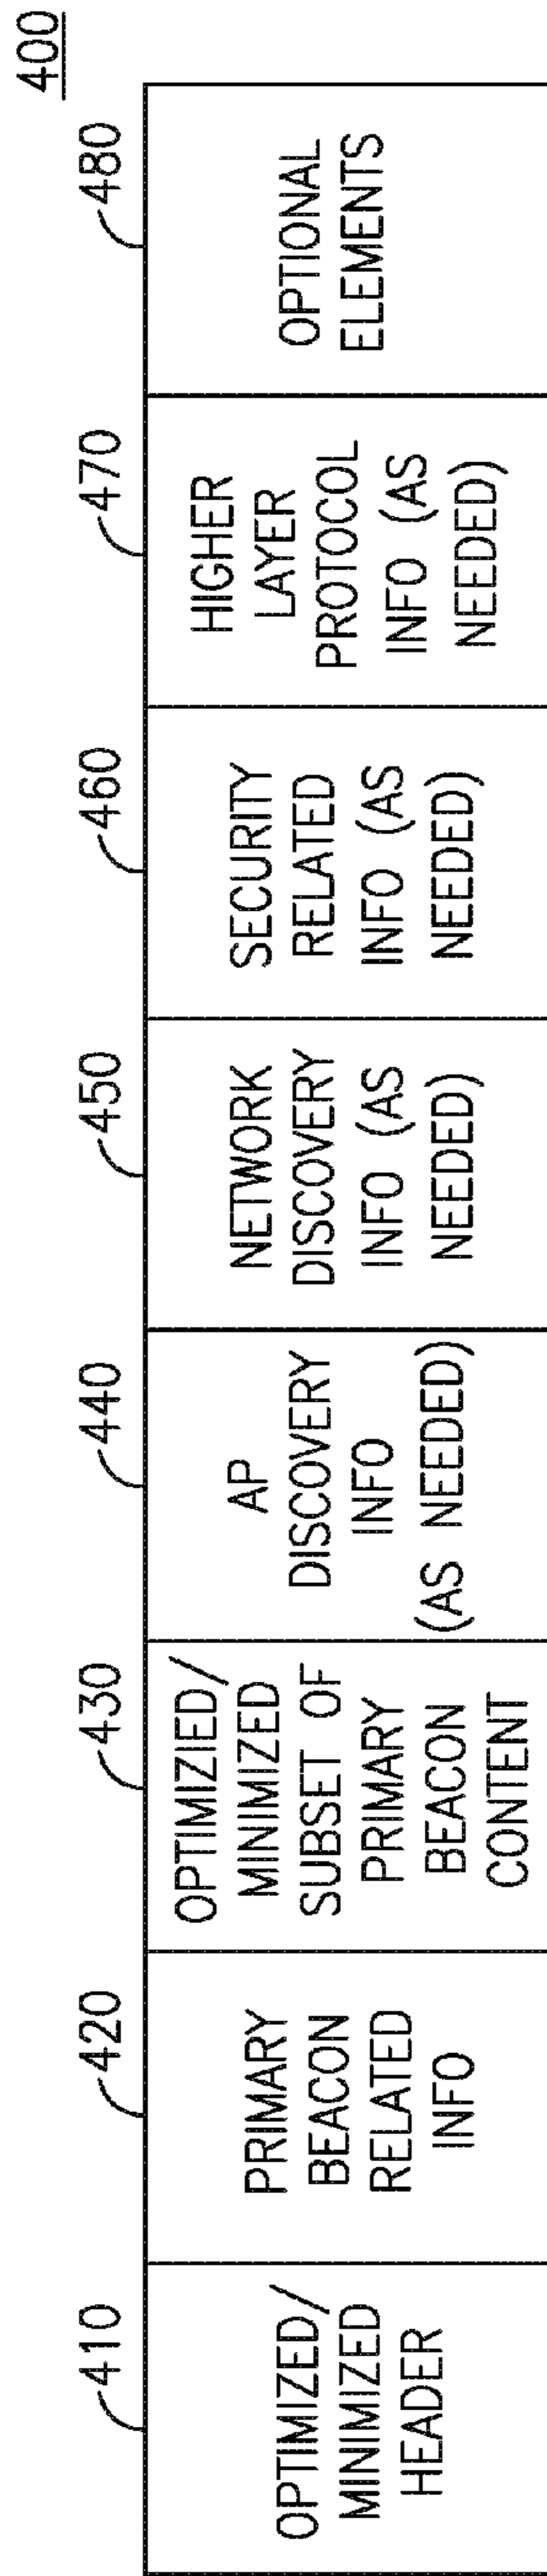 400
410
OPTIMIZED/
MINIMIZED
HEADER
420
PRIMARY
BEACON
RELATED
INFO
430
OPTIMIZIED/
MINIMIZED
SUBSET OF
PRIMARY
BEACON
CONTENT
440
AP
DISCOVERY
INFO
(AS NEEDED)
450
NETWORK
DISCOVERY
INFO (AS
NEEDED)
460
SECURITY
RELATED
INFO (AS
NEEDED)
470
HIGHER
LAYER
PROTOCOL
INFO (AS
NEEDED)
480
OPTIONAL
ELEMENTS